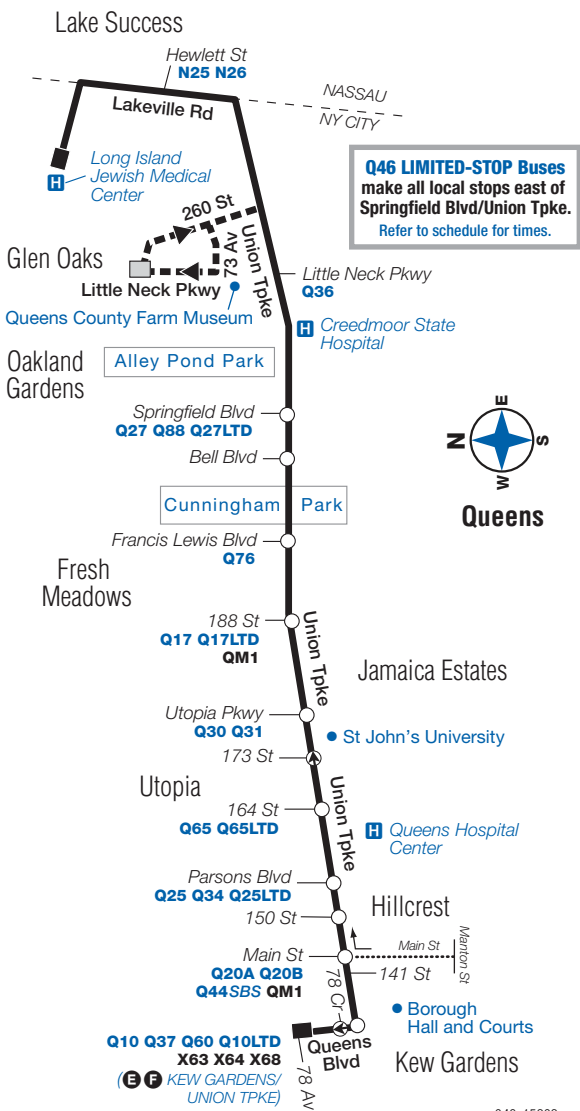 Lake Success
Hewlett St
N25 N26
NASSAU
NY CITY
Lakeville Rd
H
Long Island
Jewish Medical
Center
Q46 LIMITED-STOP Buses
make all local stops east of
Springfield Blvd/Union Tpke.
Refer to schedule for times.
260 St
73 Av
Union Tpke
Glen Oaks
Little Neck Pkwy
Little Neck Pkwy
Q36
Queens County Farm Museum
H
Creedmoor State
Hospital
Oakland
Gardens
Alley Pond Park
Springfield Blvd
Q27 Q88 Q27LTD
Bell Blvd
N
E
S
W
Queens
Cunningham Park
Francis Lewis Blvd
Q76
Fresh
Meadows
188 St
Q17 Q17LTD
QM1
Union Tpke
Jamaica Estates
Utopia Pkwy
Q30 Q31
St John's University
173 St
Utopia
Union Tpke
164 St
Q65 Q65LTD
H
Queens Hospital
Center
Parsons Blvd
Q25 Q34 Q25LTD
150 St
Hillcrest
Main St
Q20A Q20B
Q44SBS QM1
Main St
Manton St
141 St
78 Cr
Borough
Hall and Courts
Q10 Q37 Q60 Q10LTD
X63 X64 X68
(E F KEW GARDENS/
UNION TPKE)
78 Av
Queens
Blvd
Kew Gardens